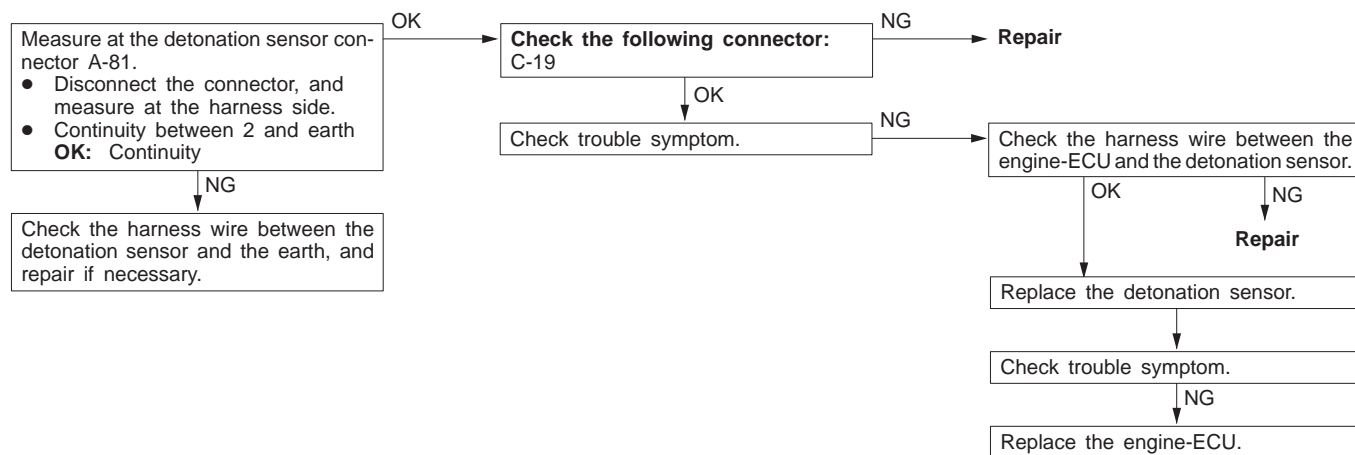 Measure at the detonation sensor con-
nector A-81.
● Disconnect the connector, and
measure at the harness side.
● Continuity between 2 and earth
OK: Continuity
OK
Check the following connector:
C-19
NG
Repair
OK
Check trouble symptom.
NG
Check the harness wire between the
engine-ECU and the detonation sensor.
NG
Check the harness wire between the
detonation sensor and the earth, and
repair if necessary.
OK
NG
Repair
Replace the detonation sensor.
Check trouble symptom.
NG
Replace the engine-ECU.